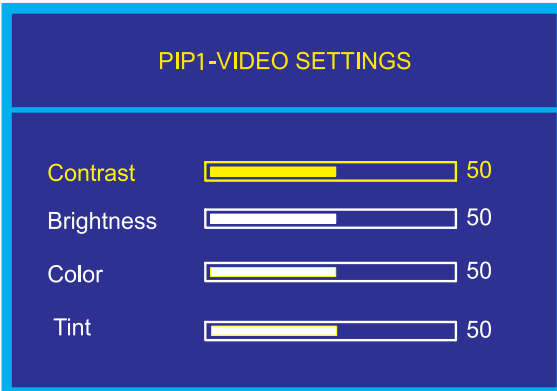 PIP1-VIDEO SETTINGS
Contrast 50
Brightness 50
Color 50
Tint 50